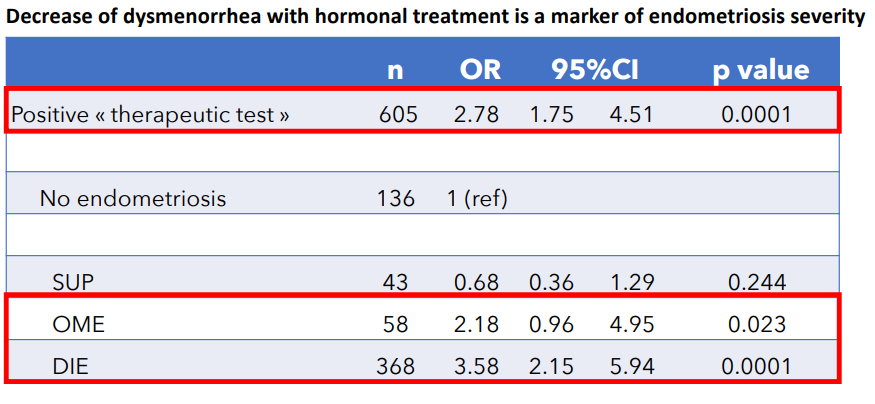 Decrease of dysmenorrhea with hormonal treatment is a marker of endometriosis severity
n OR 95%CI p value
Positive « therapeutic test » 605 2.78 1.75 4.51 0.0001
No endometriosis 136 1 (ref)
SUP 43 0.68 0.36 1.29 0.244
OME 58 2.18 0.96 4.95 0.023
DIE 368 3.58 2.15 5.94 0.0001